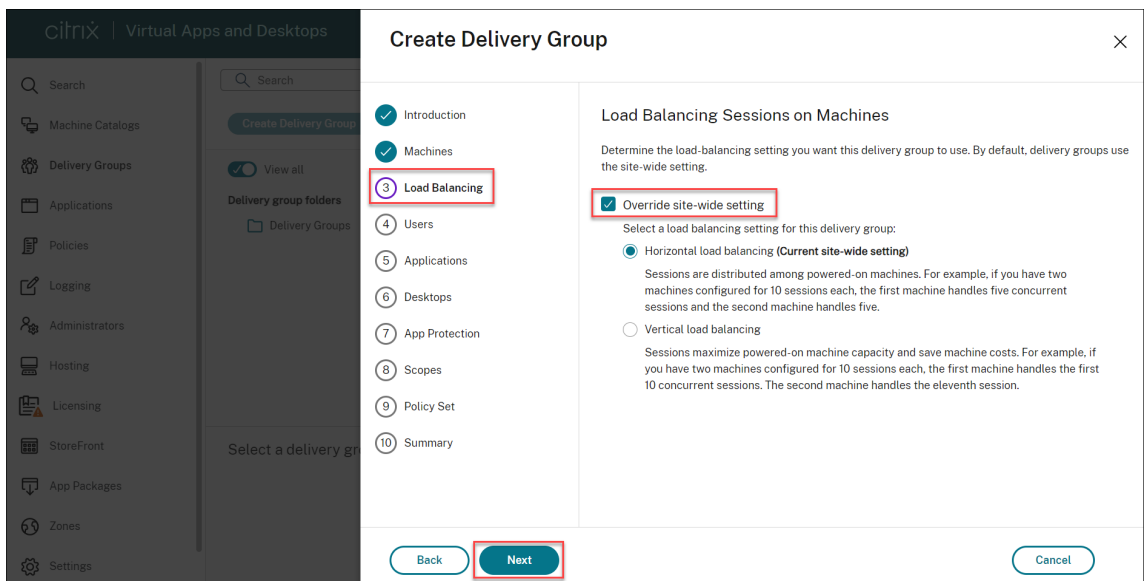 citrix | Virtual Apps and Desktops
Search
Machine Catalogs
Delivery Groups
Applications
Policies
Logging
Administrators
Hosting
Licensing
StoreFront
App Packages
Zones
Settings
Search
Create Delivery Group
View all
Delivery group folders
Delivery Groups
Select a delivery gr
Create Delivery Group
Introduction
Machines
3 Load Balancing
4 Users
5 Applications
6 Desktops
7 App Protection
8 Scopes
9 Policy Set
10 Summary
Load Balancing Sessions on Machines
Determine the load-balancing setting you want this delivery group to use. By default, delivery groups use
the site-wide setting.
Override site-wide setting
Select a load balancing setting for this delivery group:
Horizontal load balancing (Current site-wide setting)
Sessions are distributed among powered-on machines. For example, if you have two
machines configured for 10 sessions each, the first machine handles five concurrent
sessions and the second machine handles five.
Vertical load balancing
Sessions maximize powered-on machine capacity and save machine costs. For example, if
you have two machines configured for 10 sessions each, the first machine handles the first
10 concurrent sessions. The second machine handles the eleventh session.
Back
Next
Cancel